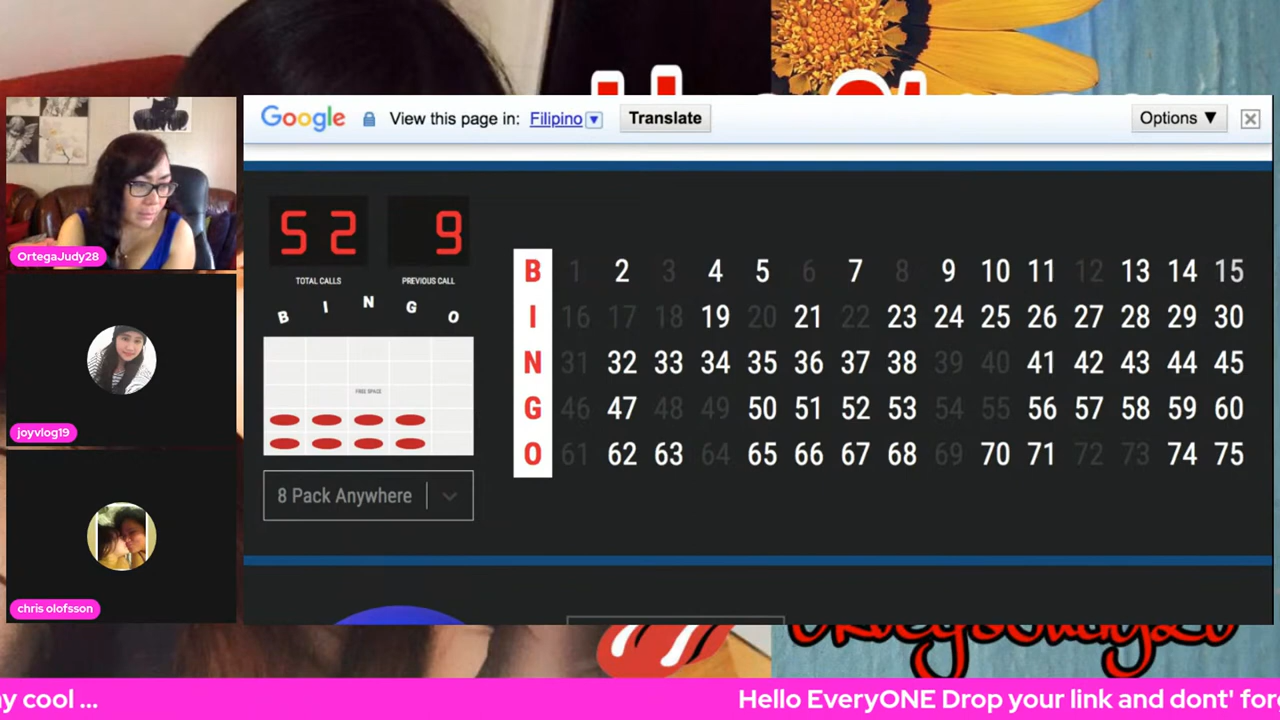 Google View this page in: Filipino Translate Options ▼
52 9
TOTAL CALLS PREVIOUS CALL
B I N G O
FREE SPACE
8 Pack Anywhere
B 1 2 3 4 5 6 7 8 9 10 11 12 13 14 15
I 16 17 18 19 20 21 22 23 24 25 26 27 28 29 30
N 31 32 33 34 35 36 37 38 39 40 41 42 43 44 45
G 46 47 48 49 50 51 52 53 54 55 56 57 58 59 60
O 61 62 63 64 65 66 67 68 69 70 71 72 73 74 75
OrtegaJudy28
joyvlog19
chris olofsson
y cool ... Hello EveryONE Drop your link and dont' forg